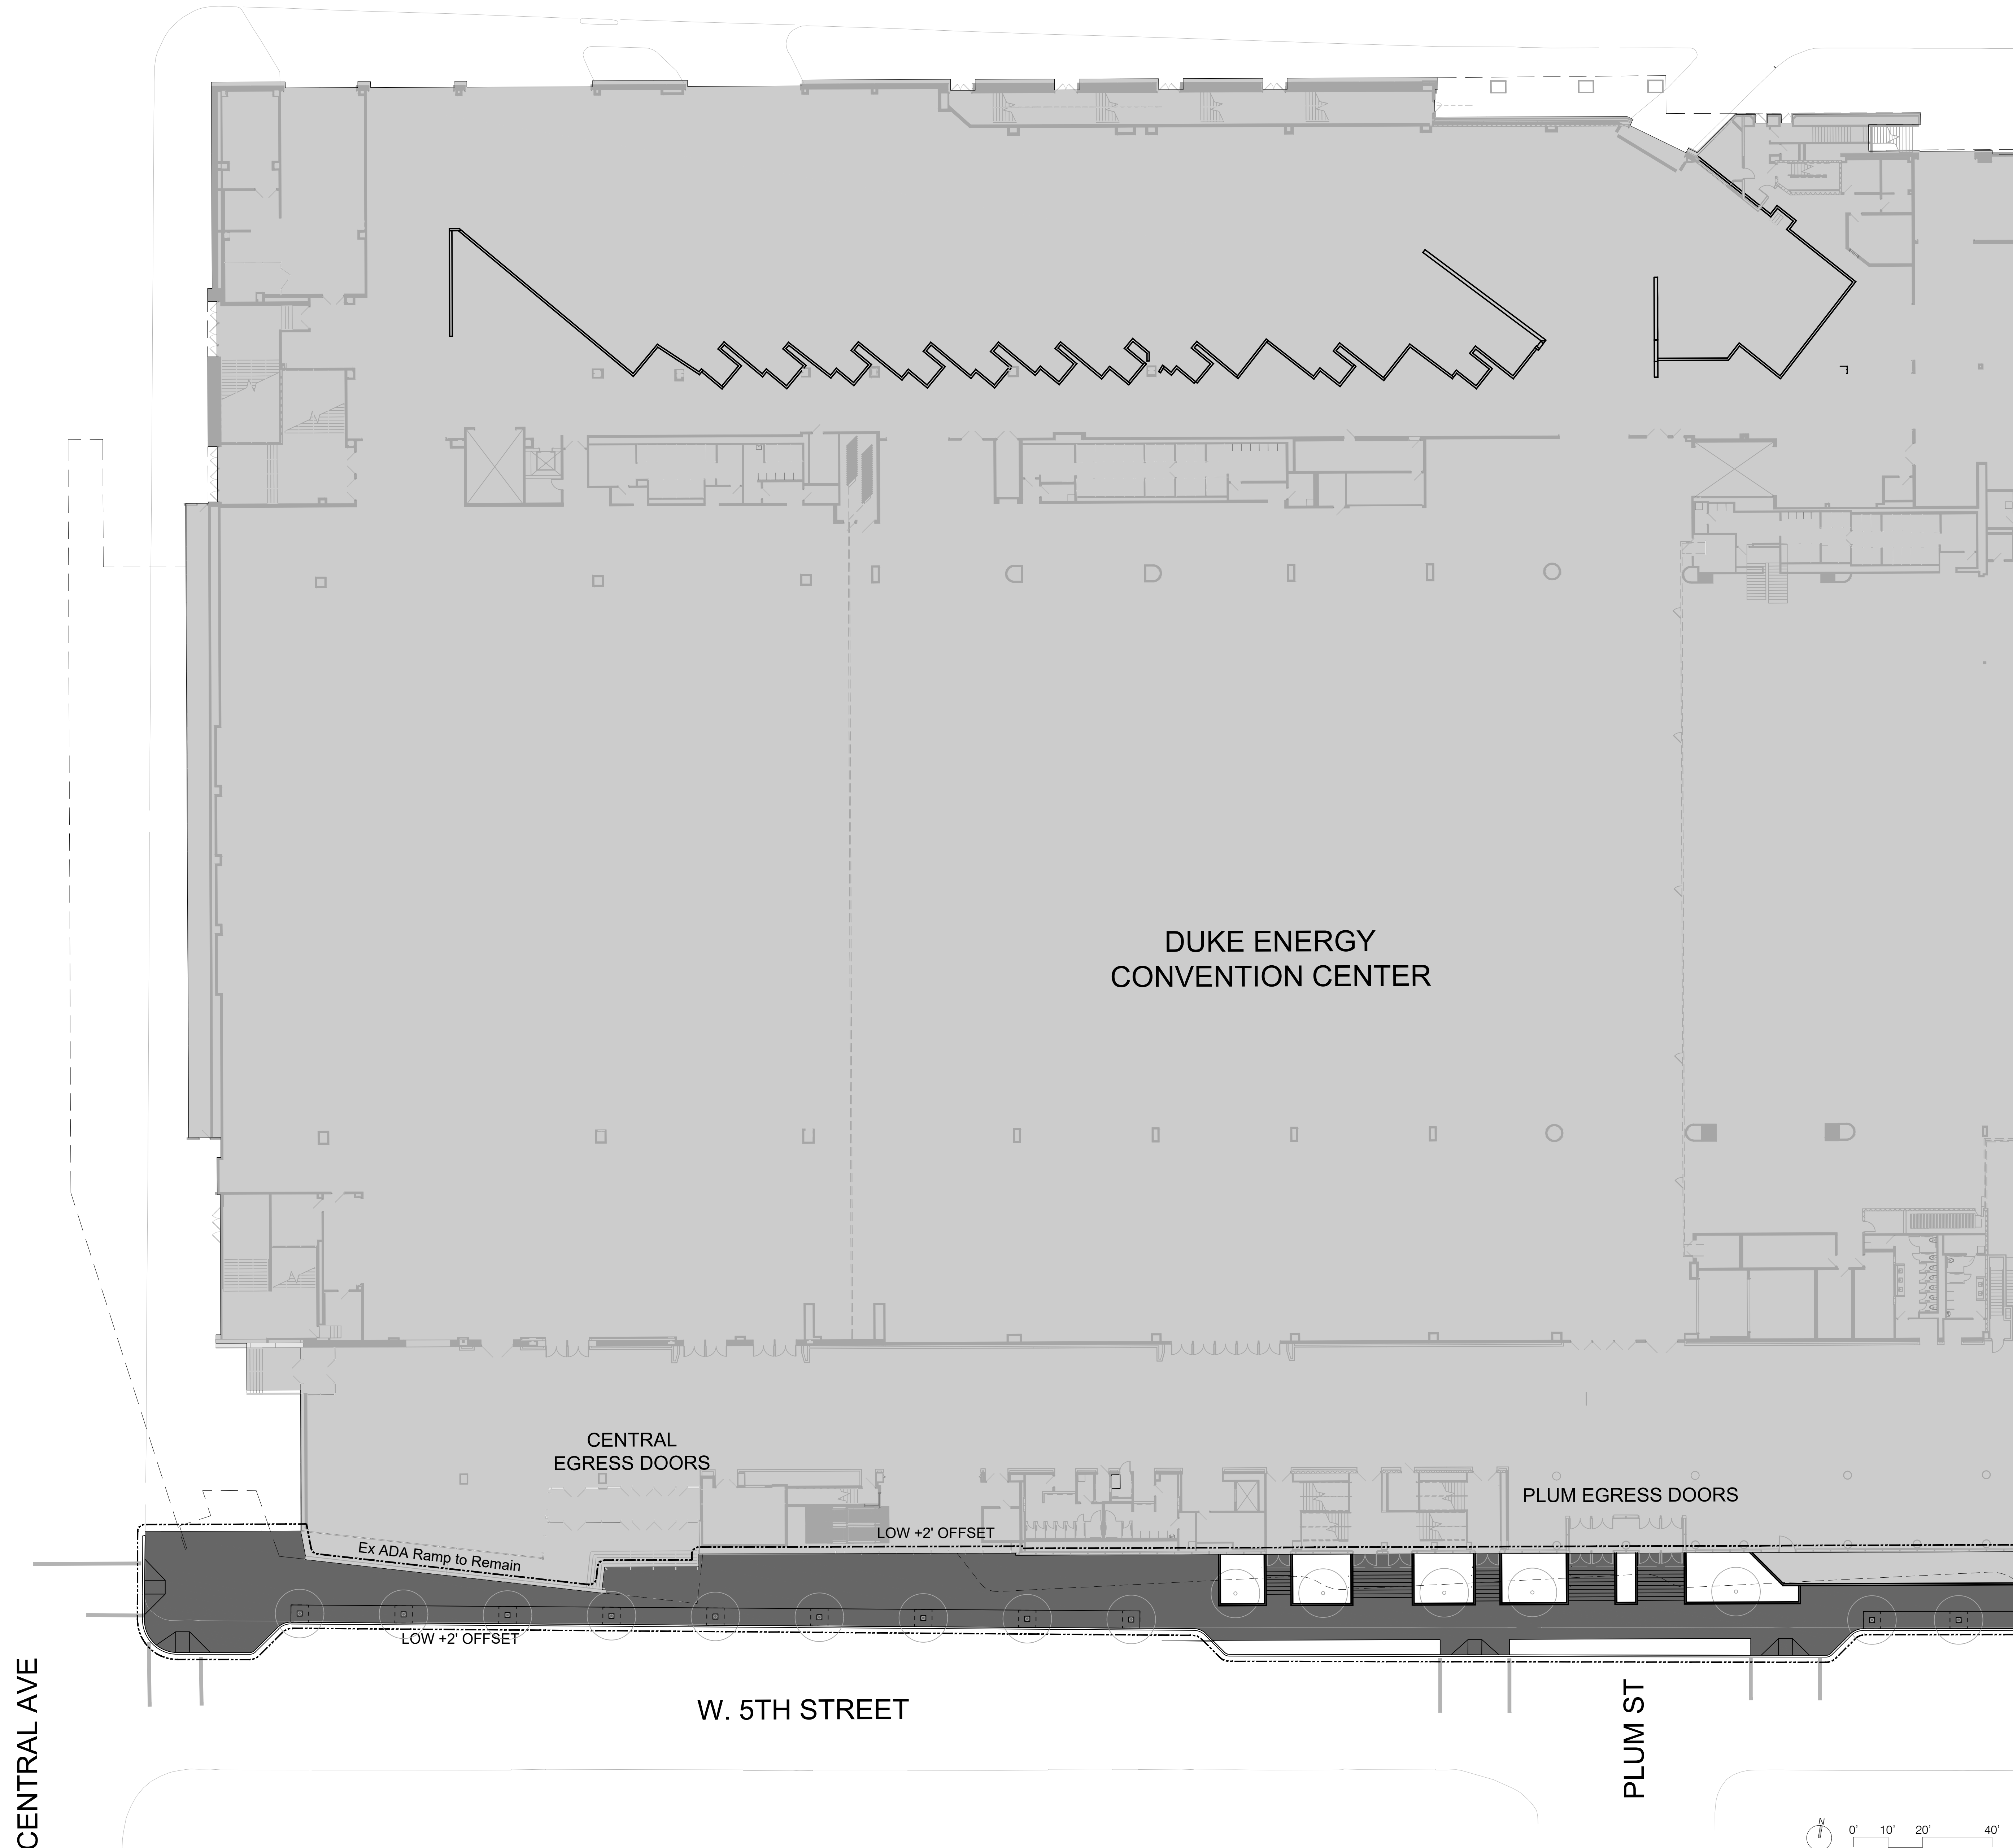 DUKE ENERGY
CONVENTION CENTER
CENTRAL
EGRESS DOORS
PLUM EGRESS DOORS
LOW +2' OFFSET
Ex ADA Ramp to Remain
LOW +2' OFFSET
W. 5TH STREET
CENTRAL AVE
PLUM ST
N
0' 10' 20' 40'